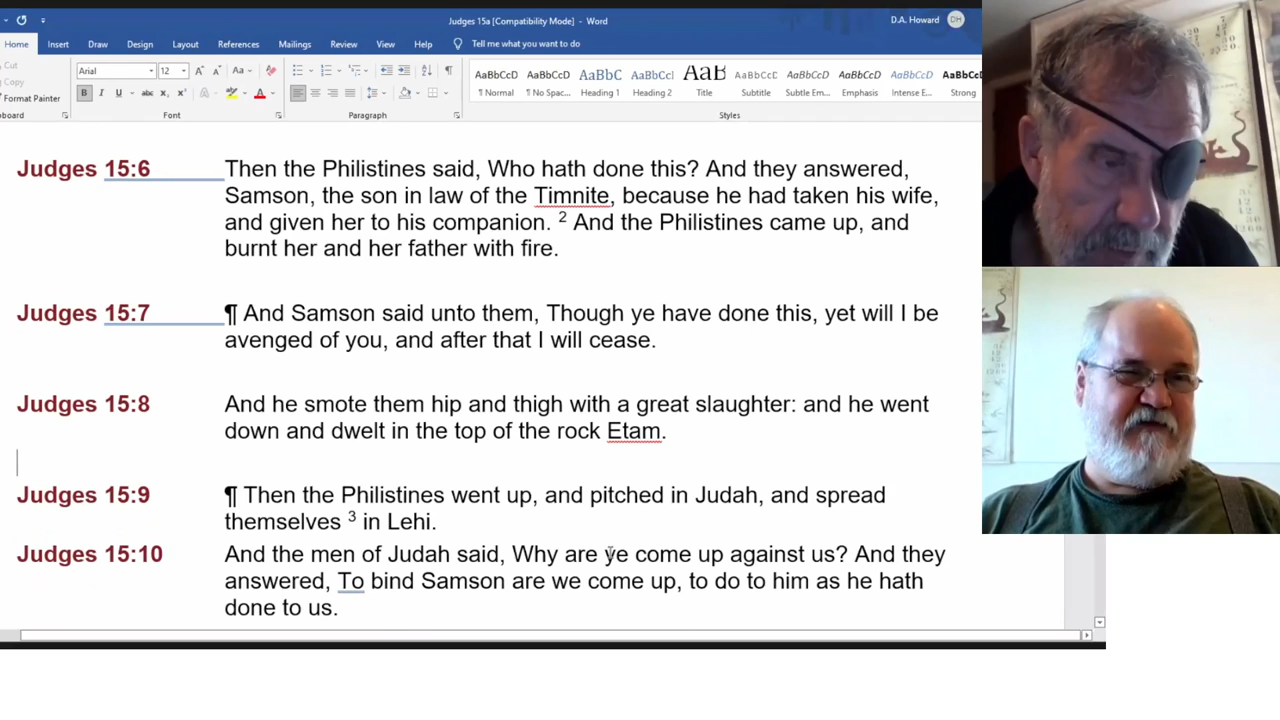 Judges 15a [Compatibility Mode] - Word
D.A. Howard DH
Home Insert Draw Design Layout References Mailings Review View Help Tell me what you want to do
Cut
Copy
Format Painter
Arial 12
B I U abc x₂ x²
AaBbCcD AaBbCcD AaBbC AaBbCcI AaB AaBbCcD AaBbCcD AaBbCcD AaBbCcD AaBbCcD
¶ Normal ¶ No Spac... Heading 1 Heading 2 Title Subtitle Subtle Em... Emphasis Intense E... Strong
Font Paragraph Styles
Judges 15:6 Then the Philistines said, Who hath done this? And they answered,
Samson, the son in law of the Timnite, because he had taken his wife,
and given her to his companion. ² And the Philistines came up, and
burnt her and her father with fire.
Judges 15:7 ¶ And Samson said unto them, Though ye have done this, yet will I be
avenged of you, and after that I will cease.
Judges 15:8 And he smote them hip and thigh with a great slaughter: and he went
down and dwelt in the top of the rock Etam.
Judges 15:9 ¶ Then the Philistines went up, and pitched in Judah, and spread
themselves ³ in Lehi.
Judges 15:10 And the men of Judah said, Why are ye come up against us? And they
answered, To bind Samson are we come up, to do to him as he hath
done to us.